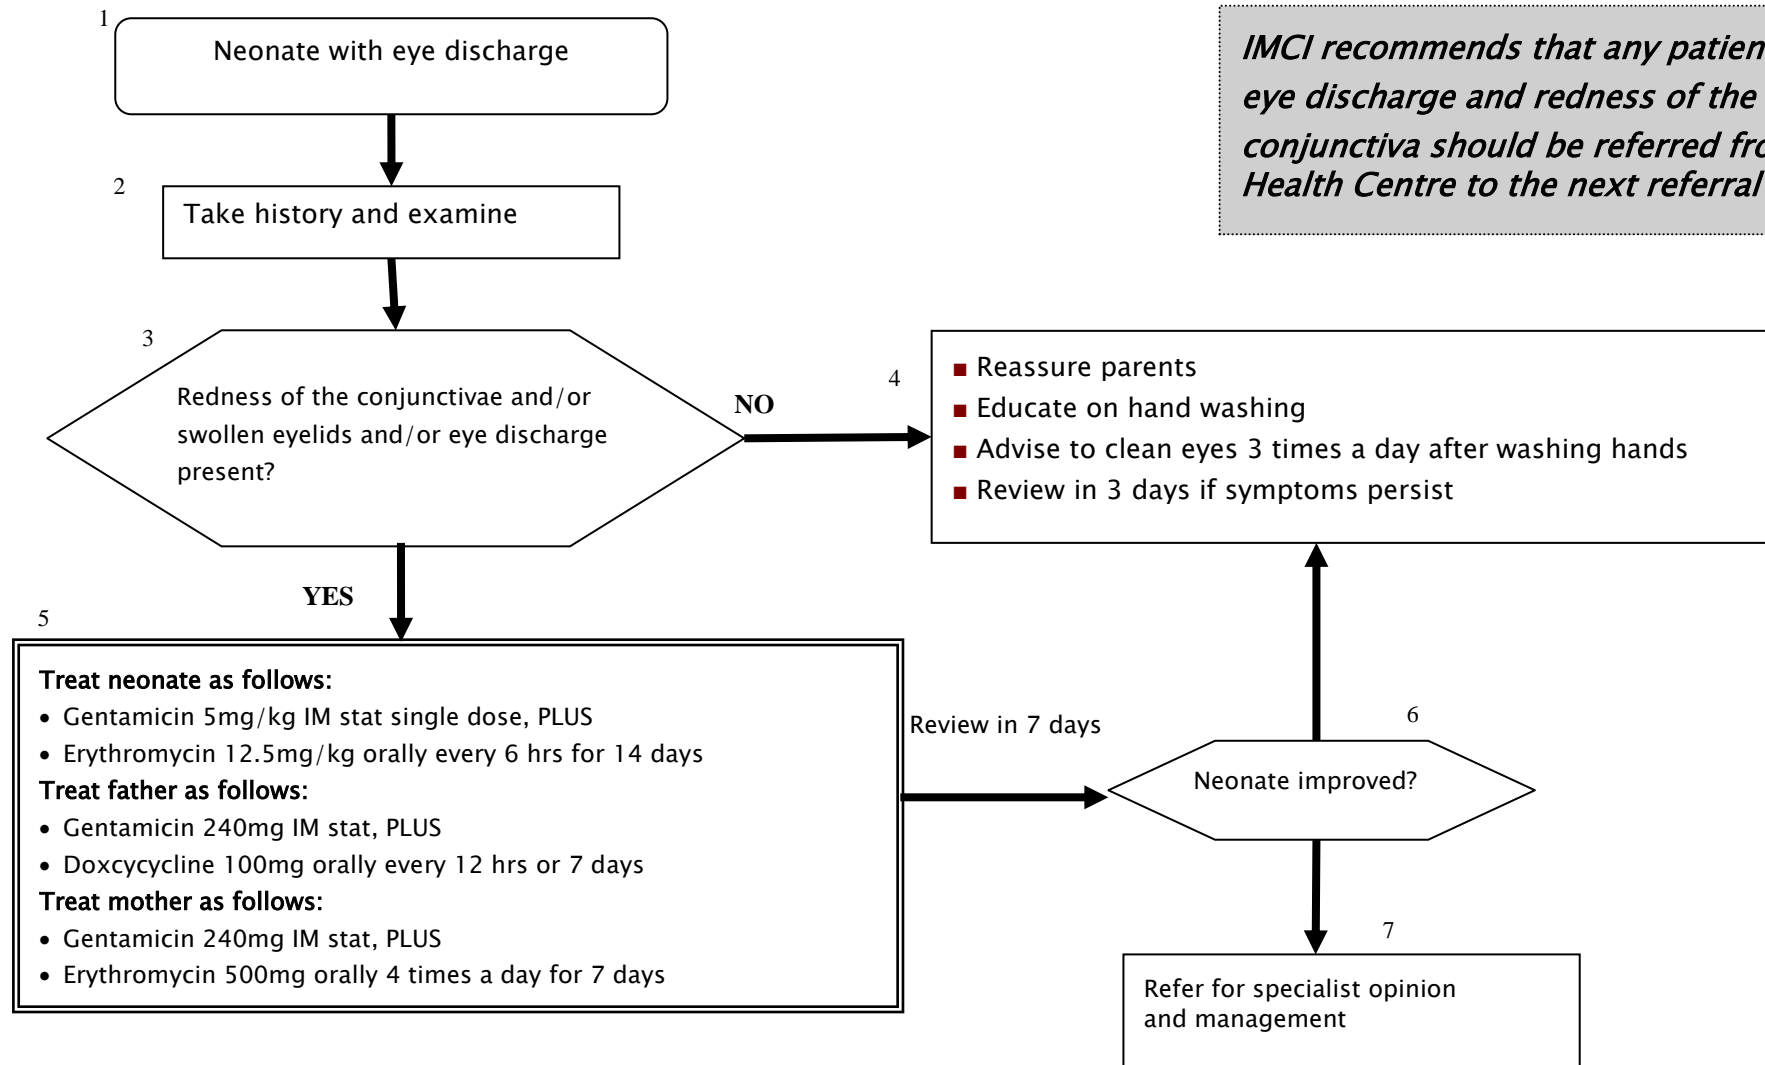 1
Neonate with eye discharge
IMCI recommends that any
eye discharge and redness of the
conjunctiva should be referred
Health Centre to the next referral
2
Take history and examine
3
Redness of the conjunctivae and/or
swollen eyelids and/or eye discharge
present?
NO
4
■ Reassure parents
■ Educate on hand washing
■ Advise to clean eyes 3 times a day after washing hands
■ Review in 3 days if symptoms persist
YES
5
Treat neonate as follows:
• Gentamicin 5mg/kg IM stat single dose, PLUS
• Erythromycin 12.5mg/kg orally every 6 hrs for 14 days
Treat father as follows:
• Gentamicin 240mg IM stat, PLUS
• Doxcycycline 100mg orally every 12 hrs or 7 days
Treat mother as follows:
• Gentamicin 240mg IM stat, PLUS
• Erythromycin 500mg orally 4 times a day for 7 days
Review in 7 days
6
Neonate improved?
7
Refer for specialist opinion
and management